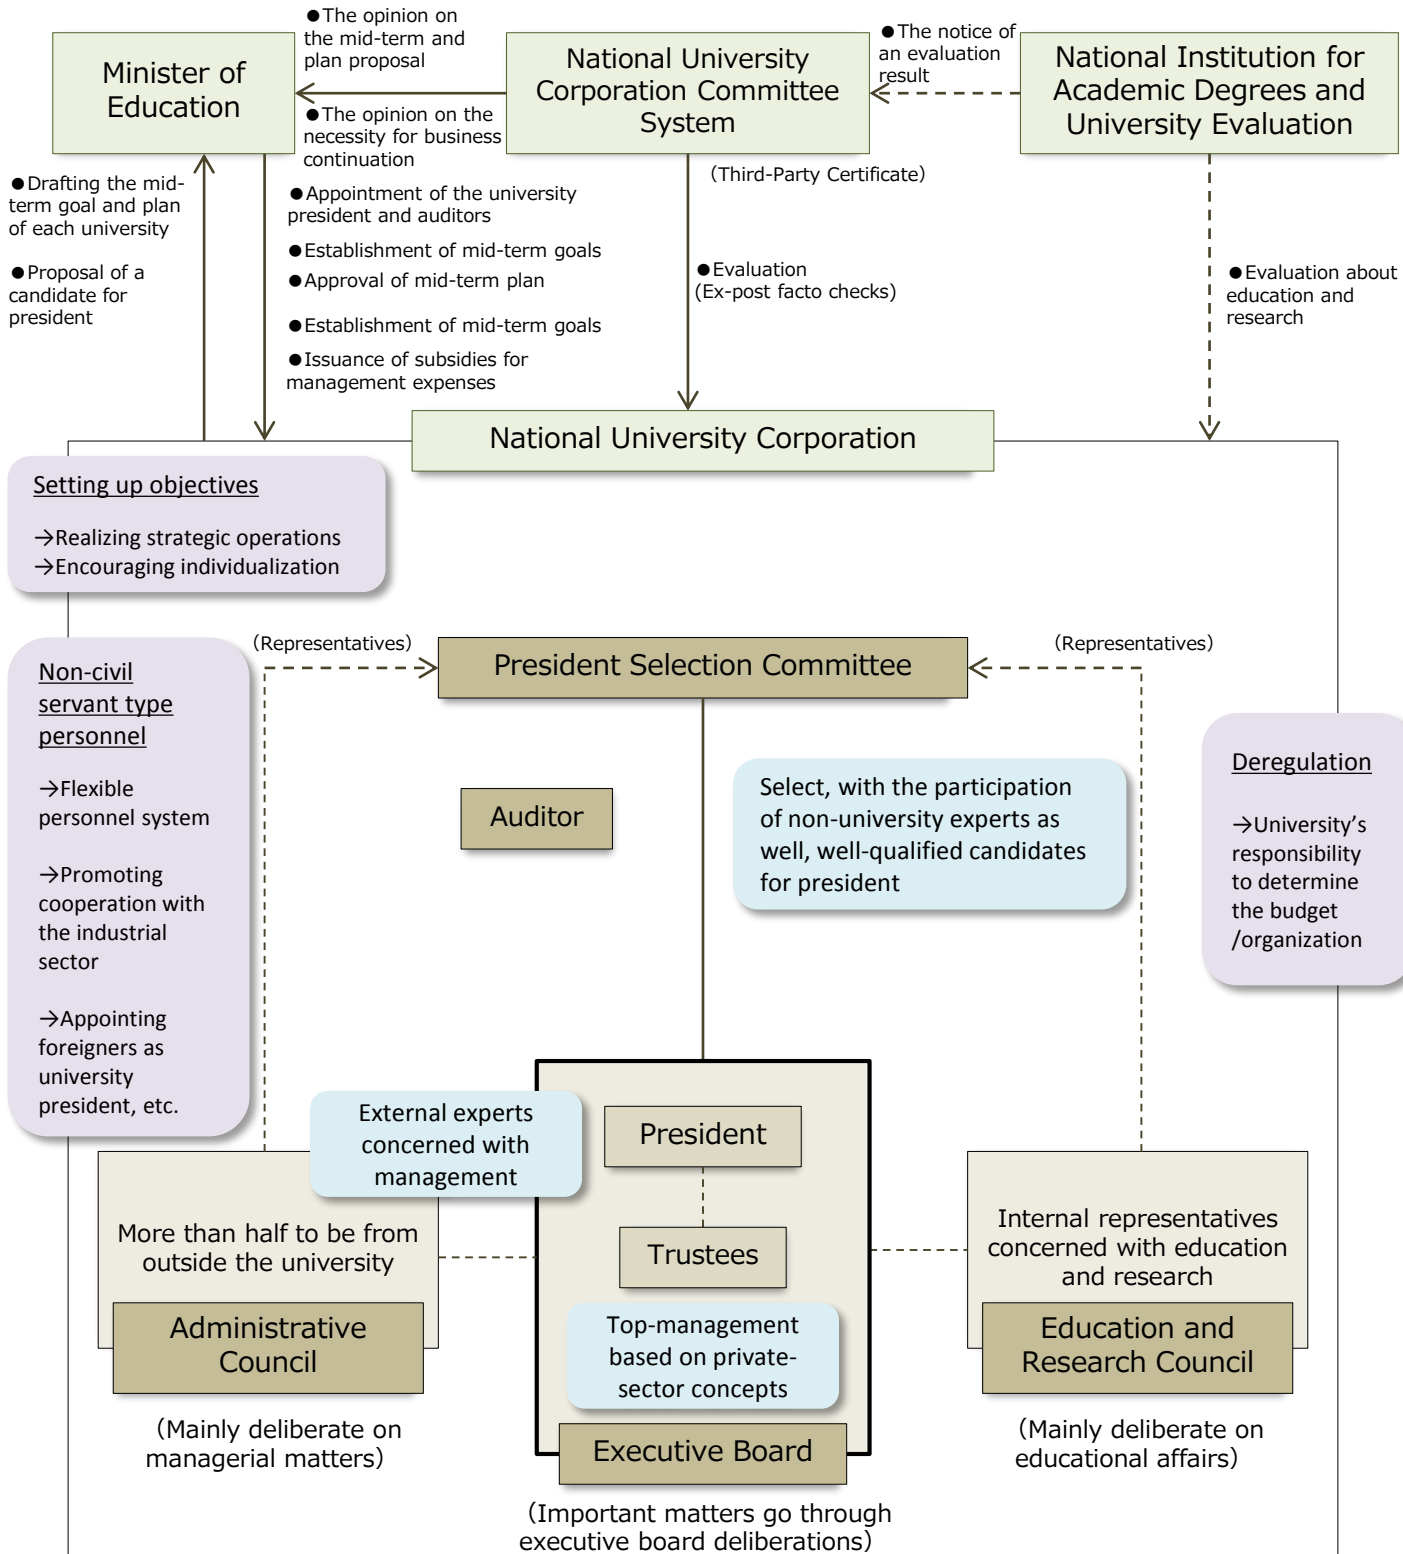 ●The opinion on
the mid-term and
plan proposal
●The notice of
an evaluation
result
Minister of
Education
National University
Corporation Committee
System
National Institution for
Academic Degrees and
University Evaluation
●The opinion on the
necessity for business
continuation
(Third-Party Certificate)
●Drafting the mid-
term goal and plan
of each university
●Proposal of a
candidate for
president
●Appointment of the university
president and auditors
●Establishment of mid-term goals
●Approval of mid-term plan
●Establishment of mid-term goals
●Issuance of subsidies for
management expenses
●Evaluation
(Ex-post facto checks)
●Evaluation about
education and
research
National University Corporation
Setting up objectives
→Realizing strategic operations
→Encouraging individualization
Non-civil
servant type
personnel
→Flexible
personnel system
→Promoting
cooperation with
the industrial
sector
→Appointing
foreigners as
university
president, etc.
(Representatives)
President Selection Committee
(Representatives)
Auditor
Select, with the participation
of non-university experts as
well, well-qualified candidates
for president
Deregulation
→University’s
responsibility
to determine
the budget
/organization
External experts
concerned with
management
President
Trustees
Top-management
based on private-
sector concepts
Executive Board
(Important matters go through
executive board deliberations)
More than half to be from
outside the university
Administrative
Council
(Mainly deliberate on
managerial matters)
Internal representatives
concerned with education
and research
Education and
Research Council
(Mainly deliberate on
educational affairs)